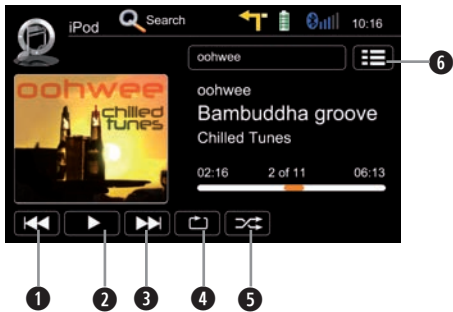 iPod Search 10:16
oohwee
6
oohwee
chilled
tunes
oohwee
Bambuddha groove
Chilled Tunes
02:16 2 of 11 06:13
1 2 3 4 5